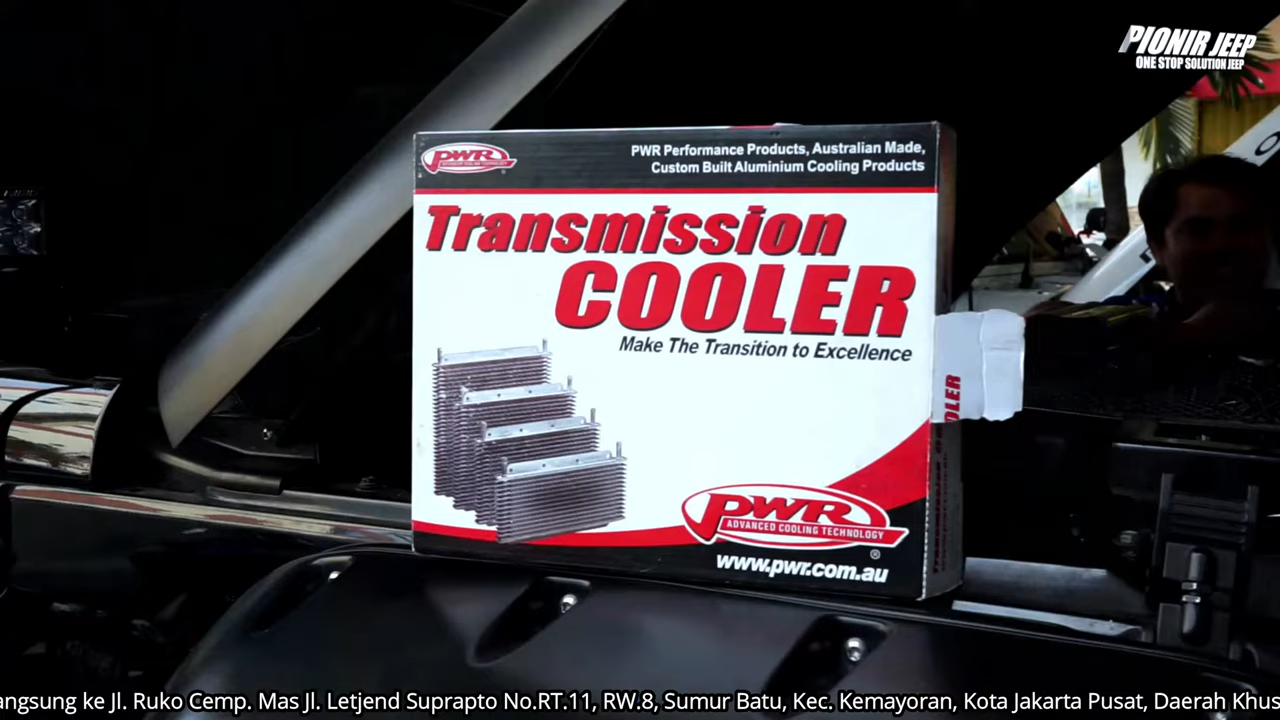 PIONIR JEEP
ONE STOP SOLUTION JEEP
PWR
PWR Performance Products, Australian Made,
Custom Built Aluminium Cooling Products
Transmission
COOLER
Make The Transition to Excellence
OLER
PWR
ADVANCED COOLING TECHNOLOGY
®
www.pwr.com.au
angsung ke Jl. Ruko Cemp. Mas Jl. Letjend Suprapto No.RT.11, RW.8, Sumur Batu, Kec. Kemayoran, Kota Jakarta Pusat, Daerah Khus